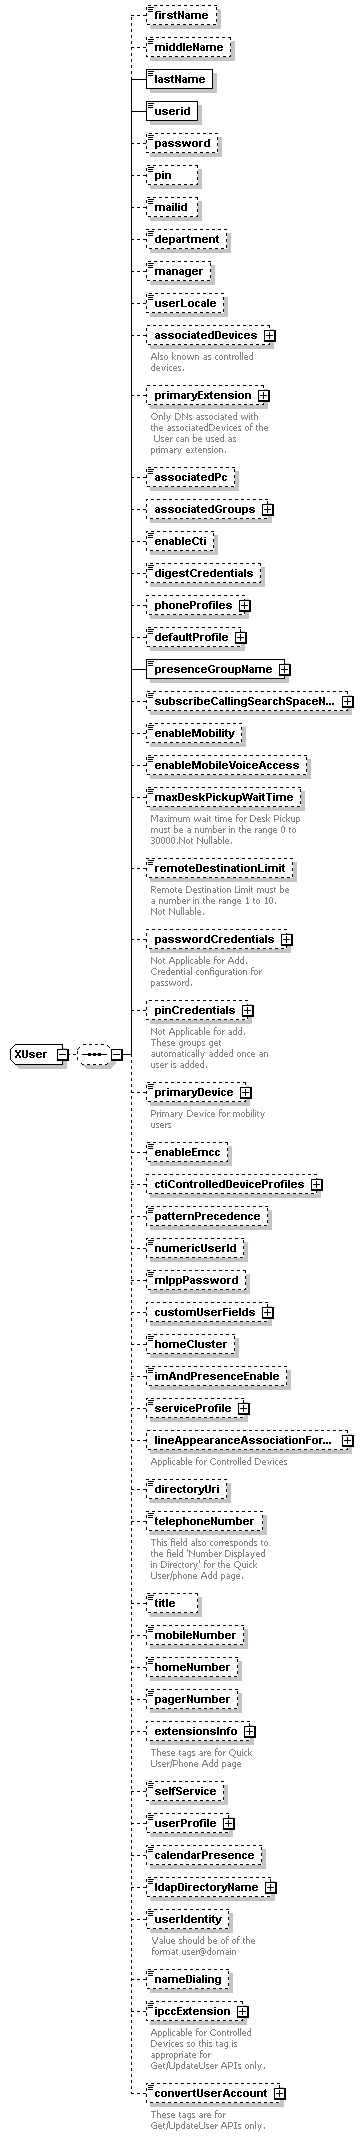 firstName
middleName
lastName
userid
password
pin
mailid
department
manager
userLocale
associatedDevices
Also known as controlled
devices.
primaryExtension
Only DNs associated with
the associatedDevices of the
User can be used as
primary extension.
associatedPc
associatedGroups
enableCti
digestCredentials
phoneProfiles
defaultProfile
presenceGroupName
subscribeCallingSearchSpaceN...
enableMobility
enableMobileVoiceAccess
maxDeskPickupWaitTime
Maximum wait time for Desk Pickup
must be a number in the range 0 to
30000.Not Nullable.
remoteDestinationLimit
Remote Destination Limit must be
a number in the range 1 to 10.
Not Nullable.
passwordCredentials
Not Applicable for Add.
Credential configuration for
password.
pinCredentials
Not Applicable for add.
These groups get
automatically added once an
user is added.
XUser
primaryDevice
Primary Device for mobility
users
enableEmcc
ctiControlledDeviceProfiles
patternPrecedence
numericUserId
mlppPassword
customUserFields
homeCluster
imAndPresenceEnable
serviceProfile
lineAppearanceAssociationFor...
Applicable for Controlled Devices
directoryUri
telephoneNumber
This field also corresponds to
the field 'Number Displayed
in Directory' for the Quick
User/phone Add page.
title
mobileNumber
homeNumber
pagerNumber
extensionsInfo
These tags are for Quick
User/Phone Add page
selfService
userProfile
calendarPresence
ldapDirectoryName
userIdentity
Value should be of of the
format user@domain
nameDialing
ipccExtension
Applicable for Controlled
Devices so this tag is
appropriate for
Get/UpdateUser APIs only.
convertUserAccount
These tags are for
Get/UpdateUser APIs only.